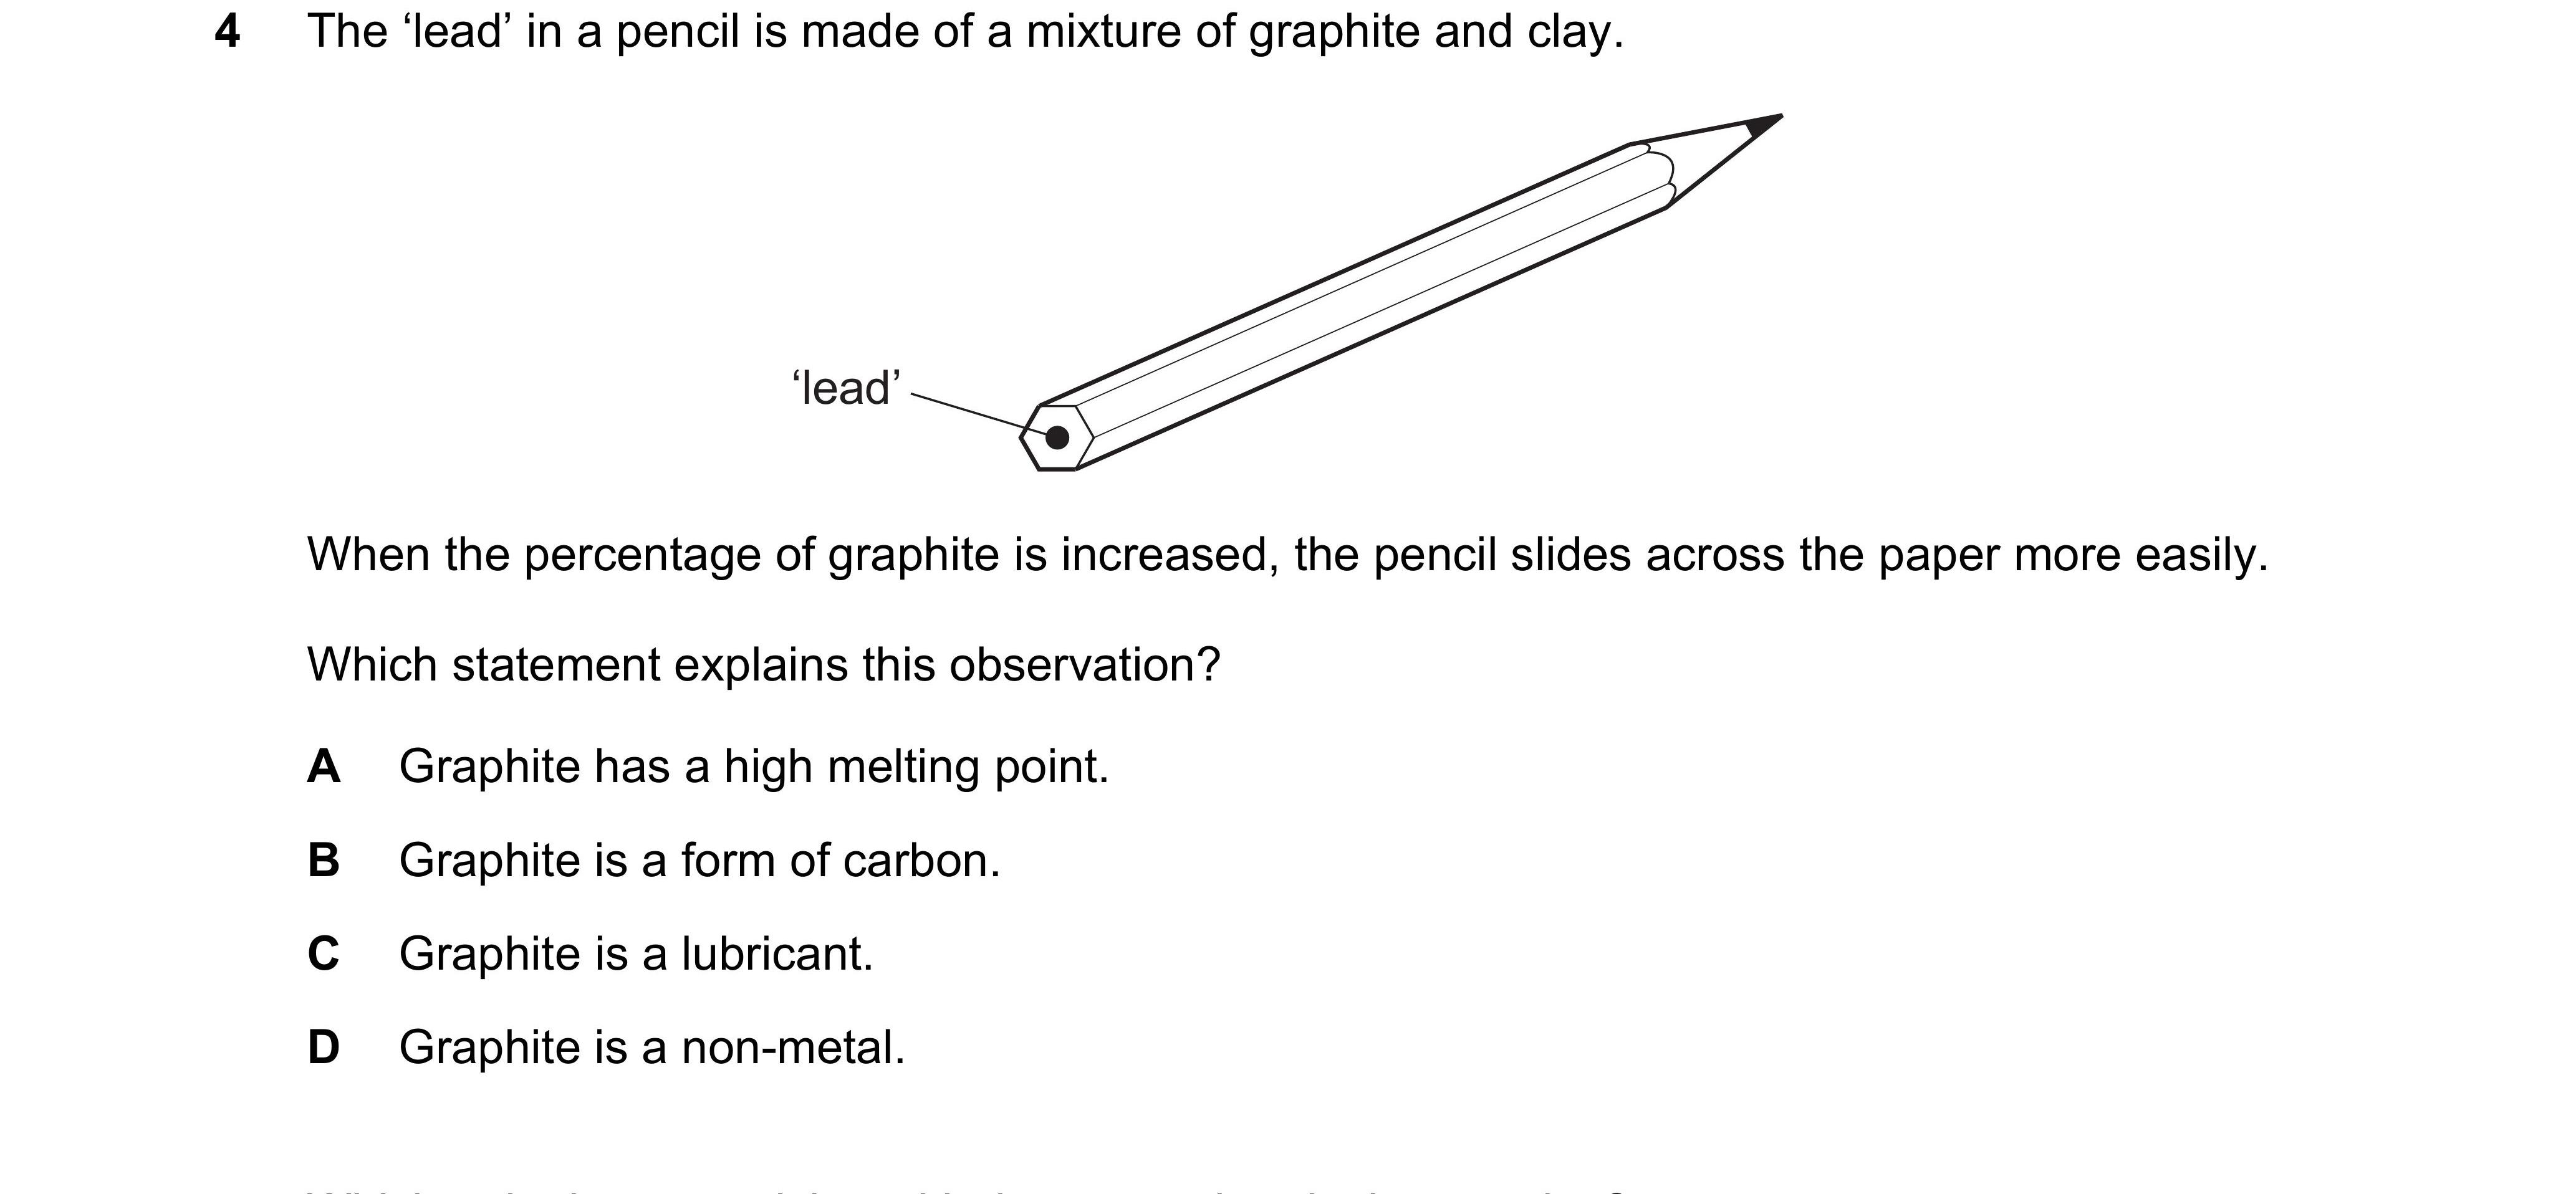 4 The ‘lead’ in a pencil is made of a mixture of graphite and clay.
‘lead’
When the percentage of graphite is increased, the pencil slides across the paper more easily.
Which statement explains this observation?
A Graphite has a high melting point.
B Graphite is a form of carbon.
C Graphite is a lubricant.
D Graphite is a non-metal.